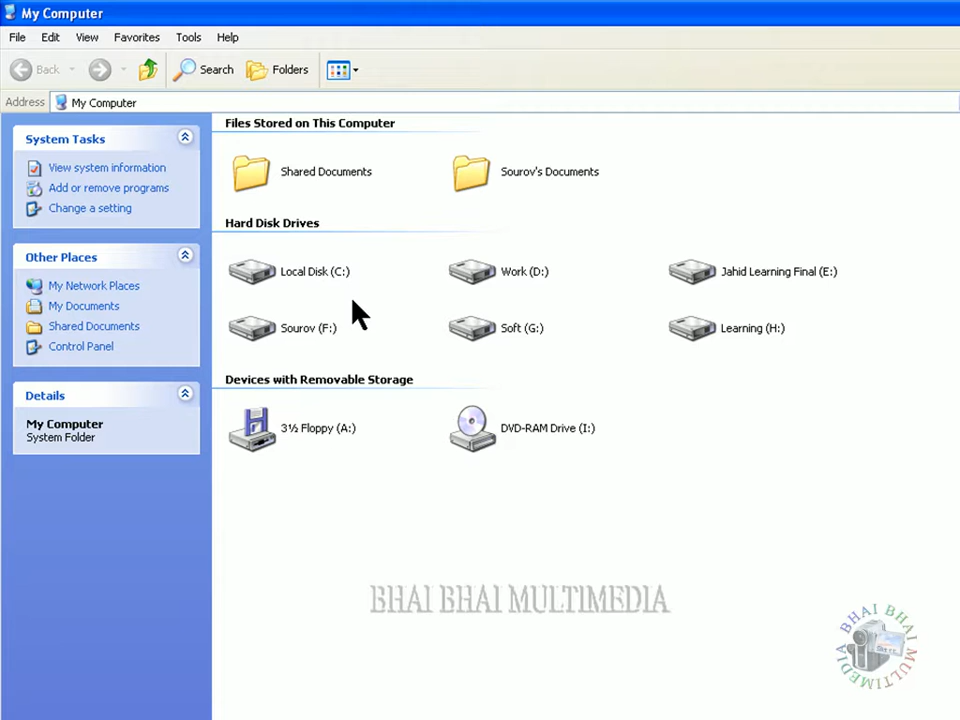 My Computer
File Edit View Favorites Tools Help
Back Search Folders
Address My Computer
System Tasks
View system information
Add or remove programs
Change a setting
Other Places
My Network Places
My Documents
Shared Documents
Control Panel
Details
My Computer
System Folder
Files Stored on This Computer
Shared Documents Sourov's Documents
Hard Disk Drives
Local Disk (C:) Work (D:) Jahid Learning Final (E:)
Sourov (F:) Soft (G:) Learning (H:)
Devices with Removable Storage
3½ Floppy (A:) DVD-RAM Drive (I:)
BHAI BHAI MULTIMEDIA
BHAI BHAI MULTIMEDIA